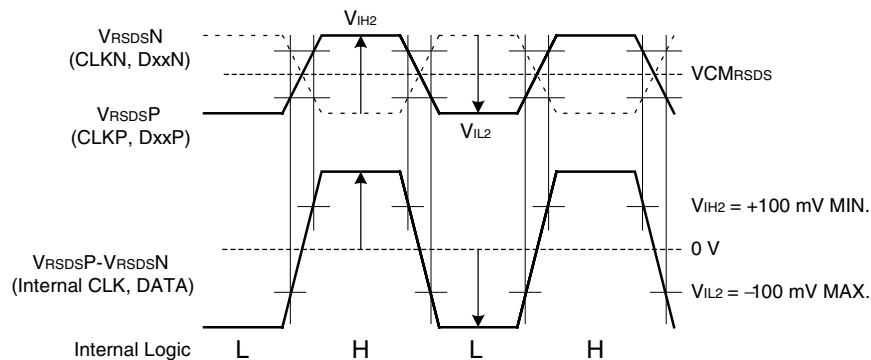 VIH2
VRSDSN
(CLKN, DxxN)
VCMRSDS
VRSDSP
(CLKP, DxxP)
VIL2
VIH2 = +100 mV MIN.
0 V
VRSDSP-VRSDSN
(Internal CLK, DATA)
VIL2 = −100 mV MAX.
Internal Logic L H L H